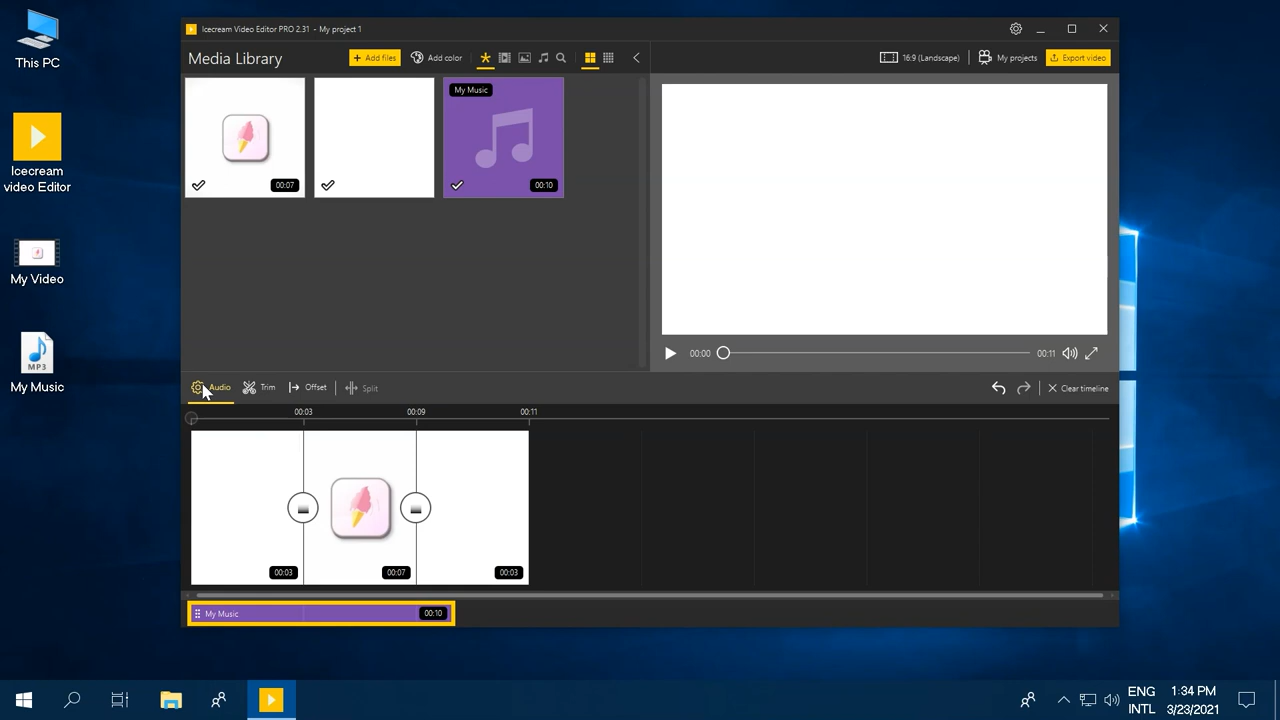 This PC
Icecream
video Editor
My Video
MP3
My Music
Icecream Video Editor PRO 2.31 - My project 1
Media Library
Add files
Add color
16:9 (Landscape)
My projects
Export video
00:07
My Music
00:10
00:00
00:11
Audio
Trim
Offset
Split
Clear timeline
00:03
00:09
00:11
00:03
00:07
00:03
My Music
00:10
ENG
INTL
1:34 PM
3/23/2021